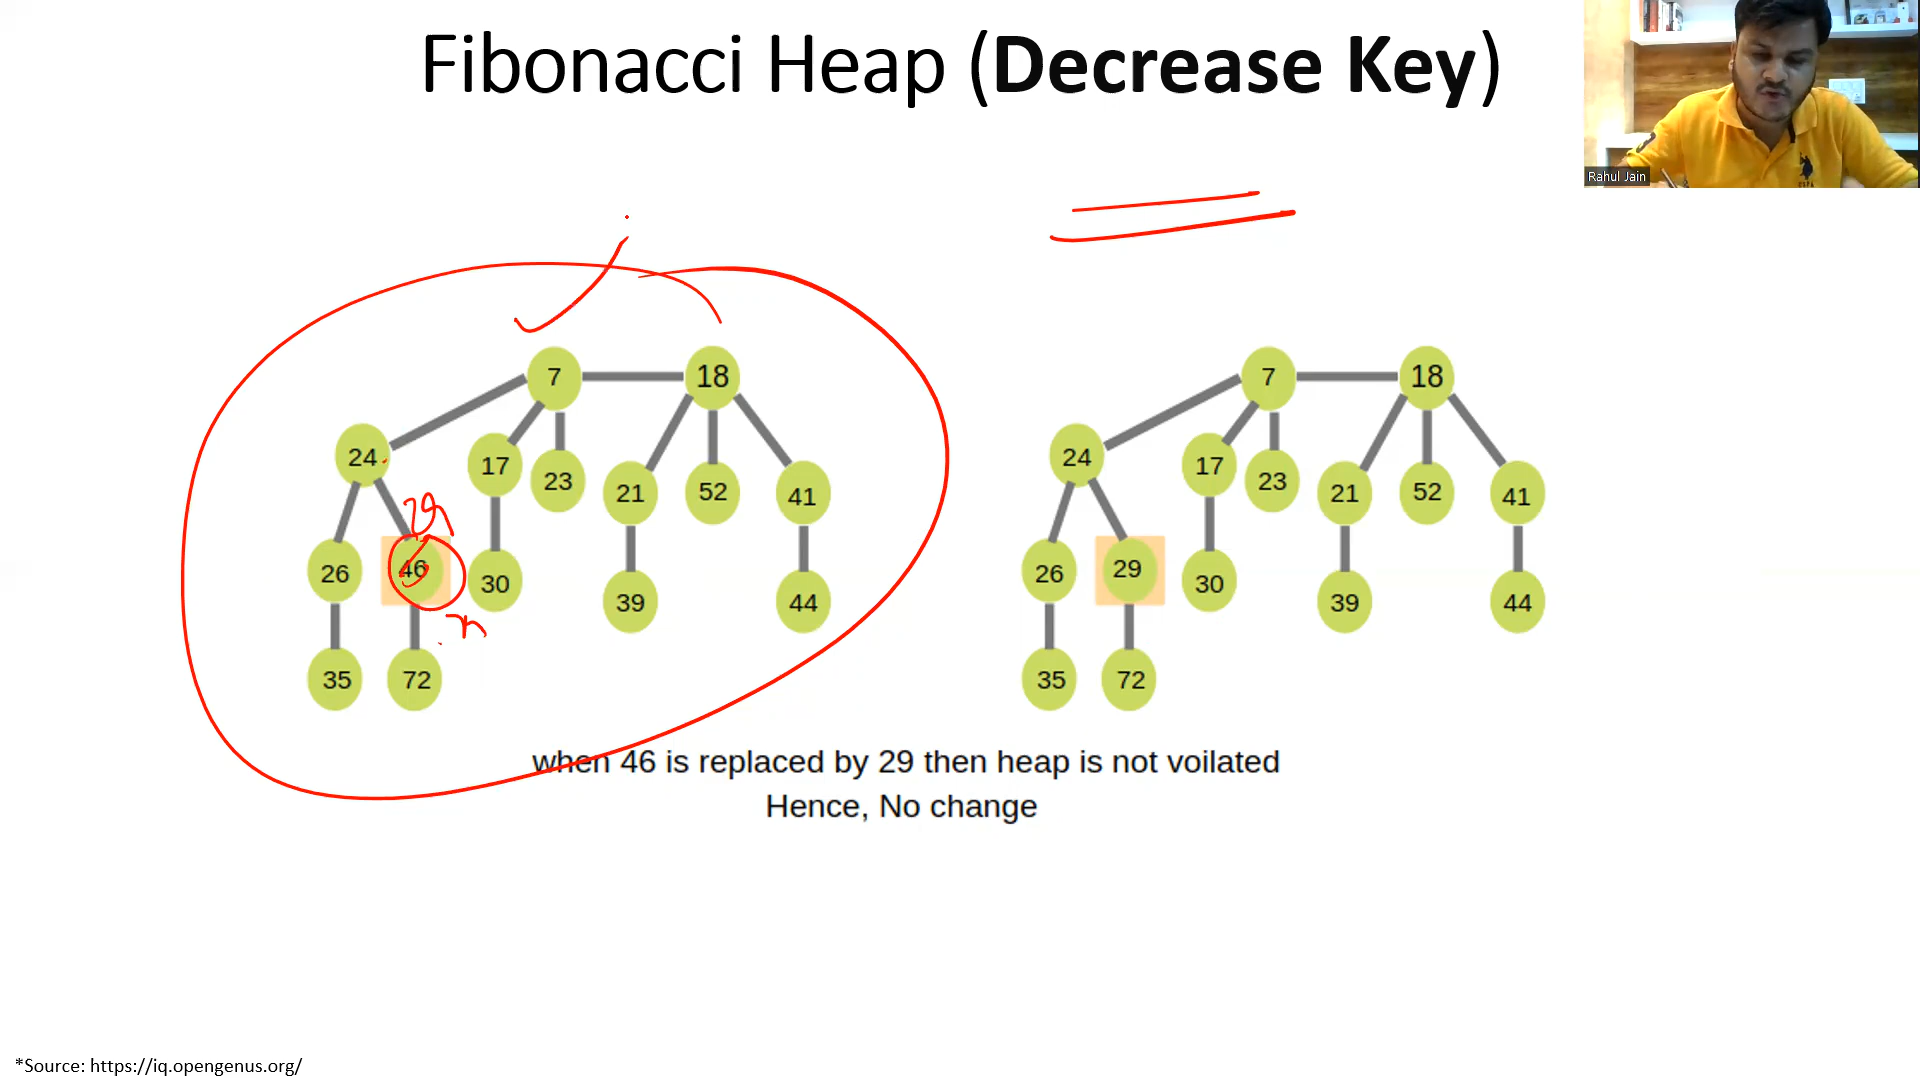 Fibonacci Heap (Decrease Key)
Rahul Jain
7 18 7 18
24 17 23 21 52 41 24 17 23 21 52 41
29
26 46 30 39 44 26 29 30 39 44
35 72 35 72
when 46 is replaced by 29 then heap is not voilated
Hence, No change
*Source: https://iq.opengenus.org/